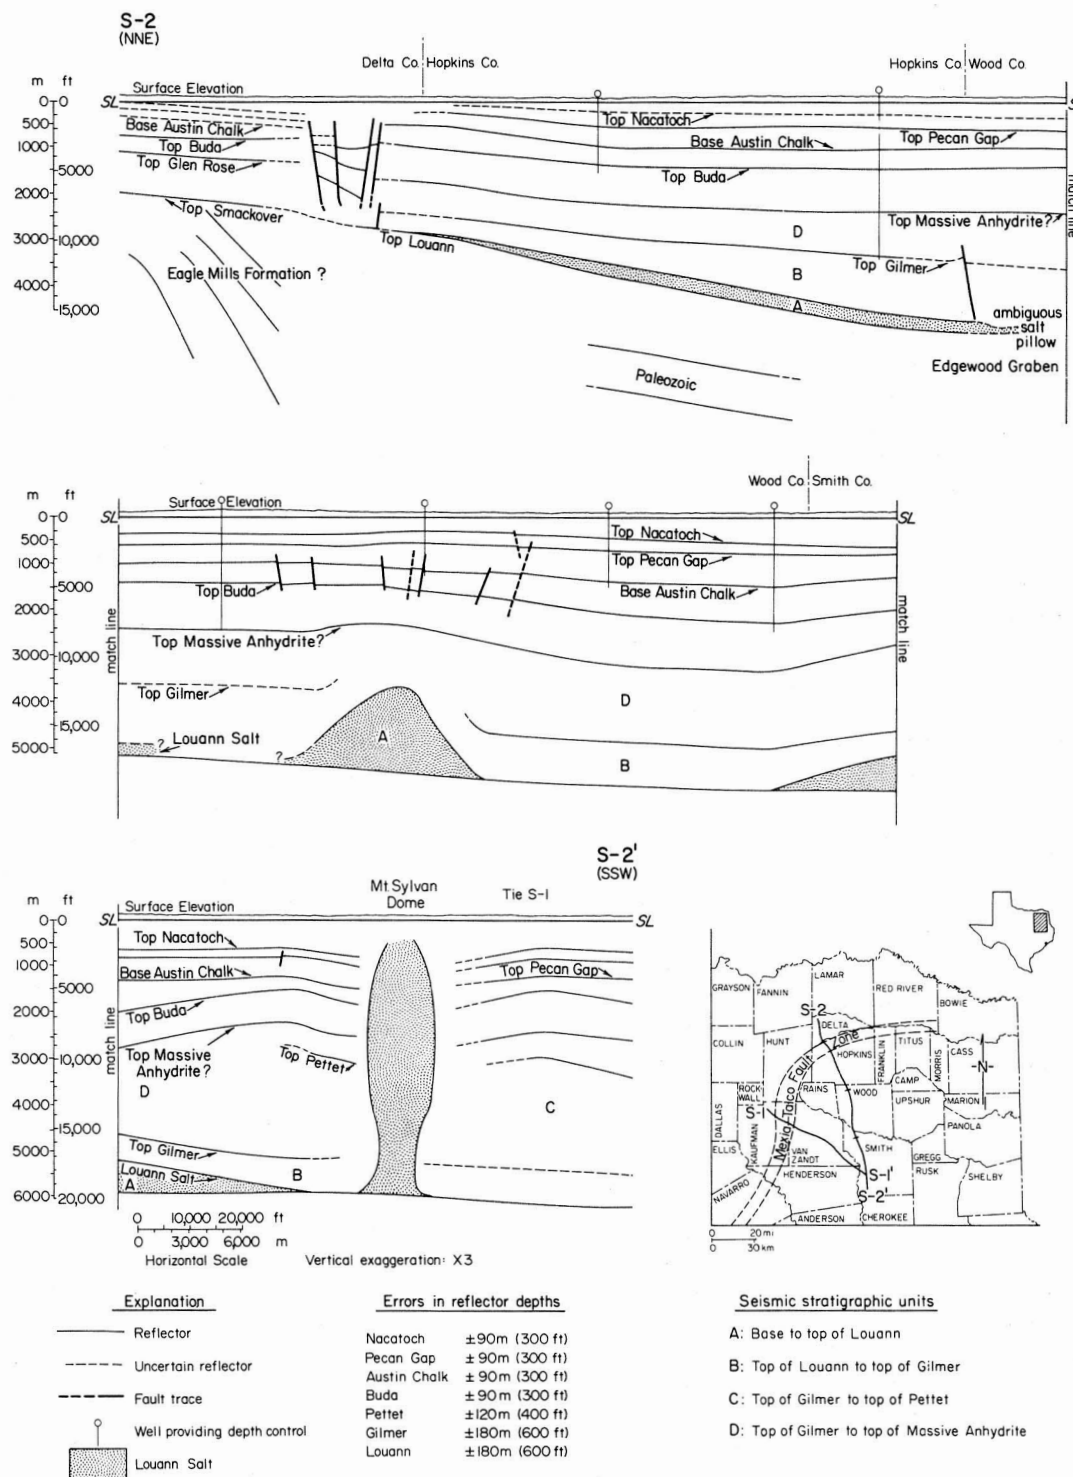 S-2
(NNE)
Delta Co. Hopkins Co.
Hopkins Co. Wood Co.
m ft
Surface Elevation
0 0 SL
500
1000
5000
2000
3000 10,000
4000
15,000
Base Austin Chalk
Top Buda
Top Glen Rose
Top Smackover
Eagle Mills Formation ?
Top Louann
Top Nacatoch
Base Austin Chalk
Top Pecan Gap
Top Buda
Top Massive Anhydrite?
D
Top Gilmer
B
A
ambiguous
salt
pillow
Edgewood Graben
Paleozoic
match line
Wood Co. Smith Co.
m ft
Surface Elevation
0 0 SL
SL
500
1000
5000
2000
3000 10,000
4000
15,000
5000
Top Nacatoch
Top Pecan Gap
Top Buda
Base Austin Chalk
match line
match line
Top Massive Anhydrite?
Top Gilmer
D
A
? Louann Salt
?
B
S-2'
(SSW)
Mt. Sylvan
Dome
Tie S-1
m ft
Surface Elevation
0 0 SL
SL
500
1000
5000
2000
3000 10,000
4000
15,000
5000
6000 20,000
Top Nacatoch
Base Austin Chalk
Top Pecan Gap
Top Buda
match line
Top Massive
Anhydrite?
Top Pettet
D
C
Top Gilmer
Louann Salt
A
B
0 10,000 20,000 ft
0 3,000 6,000 m
Horizontal Scale
Vertical exaggeration: X3
GRAYSON
FANNIN
LAMAR
RED RIVER
BOWIE
S-2
DELTA
COLLIN
HUNT
HOPKINS
FRANKLIN
TITUS
MORRIS
CASS
-N-
CAMP
ROCK-
WALL
RAINS
WOOD
UPSHUR
MARION
DALLAS
KAUFMAN
S-
Mexia-Talco Fault Zone
PANOLA
ELLIS
VAN
ZANDT
SMITH
GREGG
RUSK
SHELBY
HENDERSON
S-1'
S-2'
NAVARRO
ANDERSON
CHEROKEE
0 20 mi
0 30 km
Explanation
Reflector
Uncertain reflector
Fault trace
Well providing depth control
Louann Salt
Errors in reflector depths
Nacatoch ±90m (300 ft)
Pecan Gap ±90m (300 ft)
Austin Chalk ±90m (300 ft)
Buda ±90m (300 ft)
Pettet ±120m (400 ft)
Gilmer ±180m (600 ft)
Louann ±180m (600 ft)
Seismic stratigraphic units
A: Base to top of Louann
B: Top of Louann to top of Gilmer
C: Top of Gilmer to top of Pettet
D: Top of Gilmer to top of Massive Anhydrite